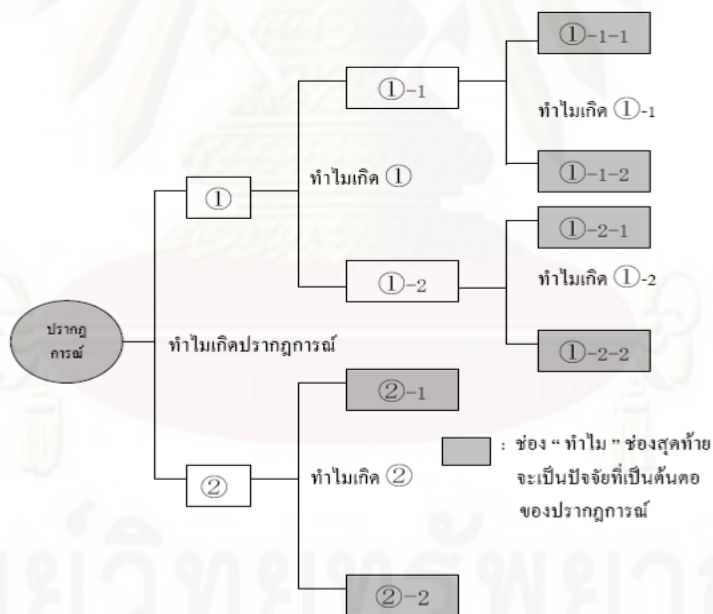 ①-1-1
①-1
ทำไมเกิด ①-1
①-1-2
ทำไมเกิด ①
①
①-2-1
①-2
ทำไมเกิด ①-2
①-2-2
ปรากฏ
การณ์
ทำไมเกิดปรากฏการณ์
②-1
②
ทำไมเกิด ②
②-2
: ช่อง “ ทำไม ” ช่องสุดท้าย
จะเป็นปัจจัยที่เป็นต้นตอ
ของปรากฏการณ์